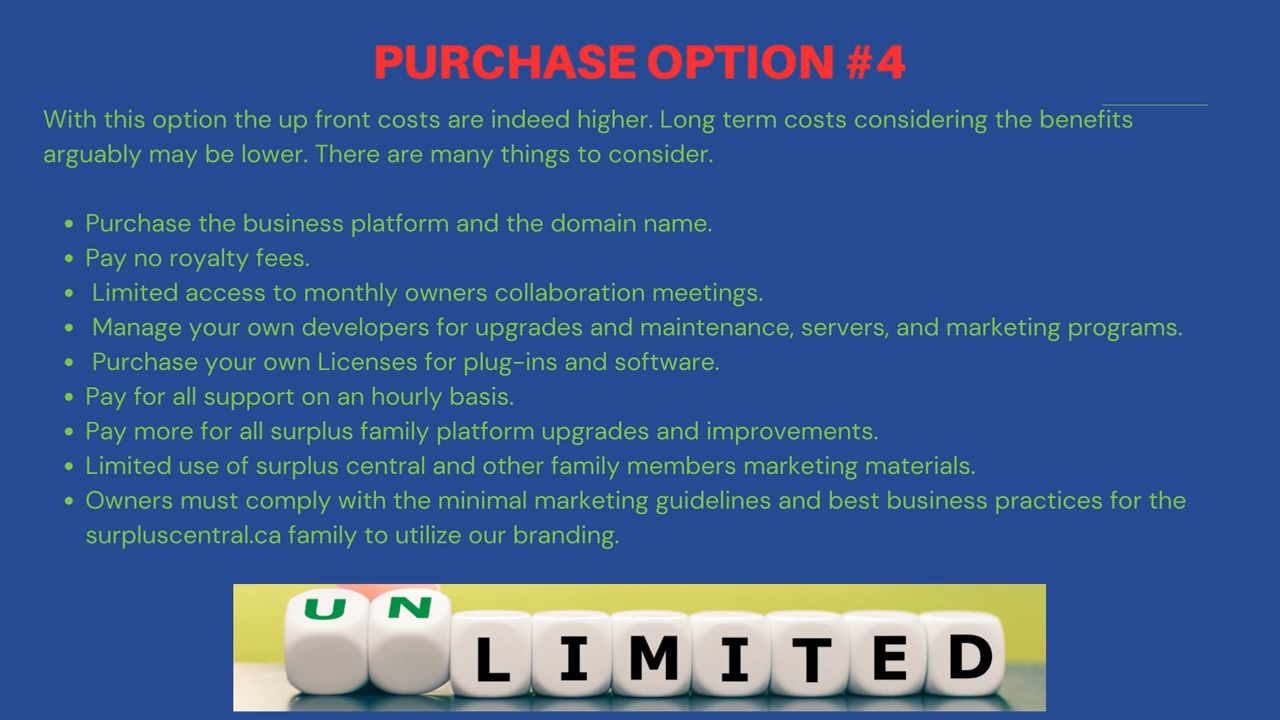 PURCHASE OPTION #4
With this option the up front costs are indeed higher. Long term costs considering the benefits
arguably may be lower. There are many things to consider.
• Purchase the business platform and the domain name.
• Pay no royalty fees.
• Limited access to monthly owners collaboration meetings.
• Manage your own developers for upgrades and maintenance, servers, and marketing programs.
• Purchase your own Licenses for plug-ins and software.
• Pay for all support on an hourly basis.
• Pay more for all surplus family platform upgrades and improvements.
• Limited use of surplus central and other family members marketing materials.
• Owners must comply with the minimal marketing guidelines and best business practices for the
surpluscentral.ca family to utilize our branding.
UNLIMITED